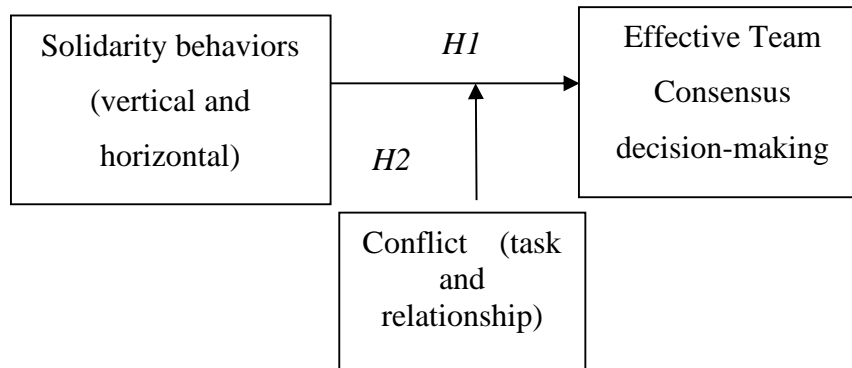 Solidarity behaviors
(vertical and
horizontal)
H1
Effective Team
Consensus
decision-making
H2
Conflict (task
and
relationship)